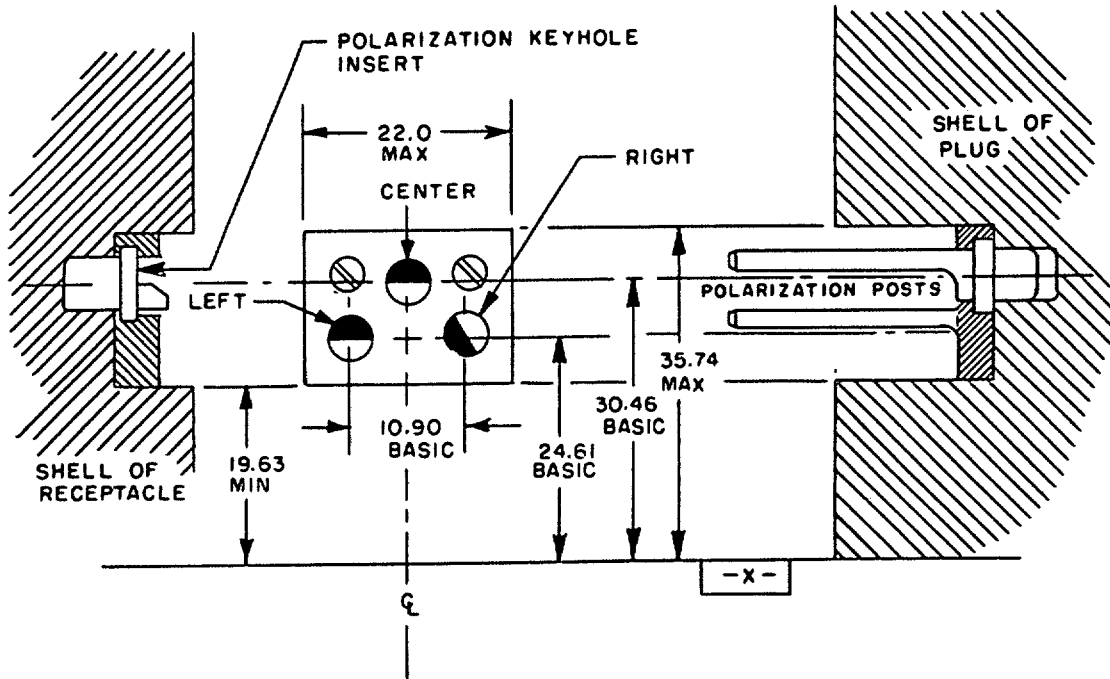 POLARIZATION KEYHOLE
INSERT
SHELL OF
PLUG
22.0
MAX
RIGHT
CENTER
LEFT
POLARIZATION POSTS
35.74
MAX
30.46
BASIC
10.90
BASIC
24.61
BASIC
19.63
MIN
SHELL OF
RECEPTACLE
-X-
℄